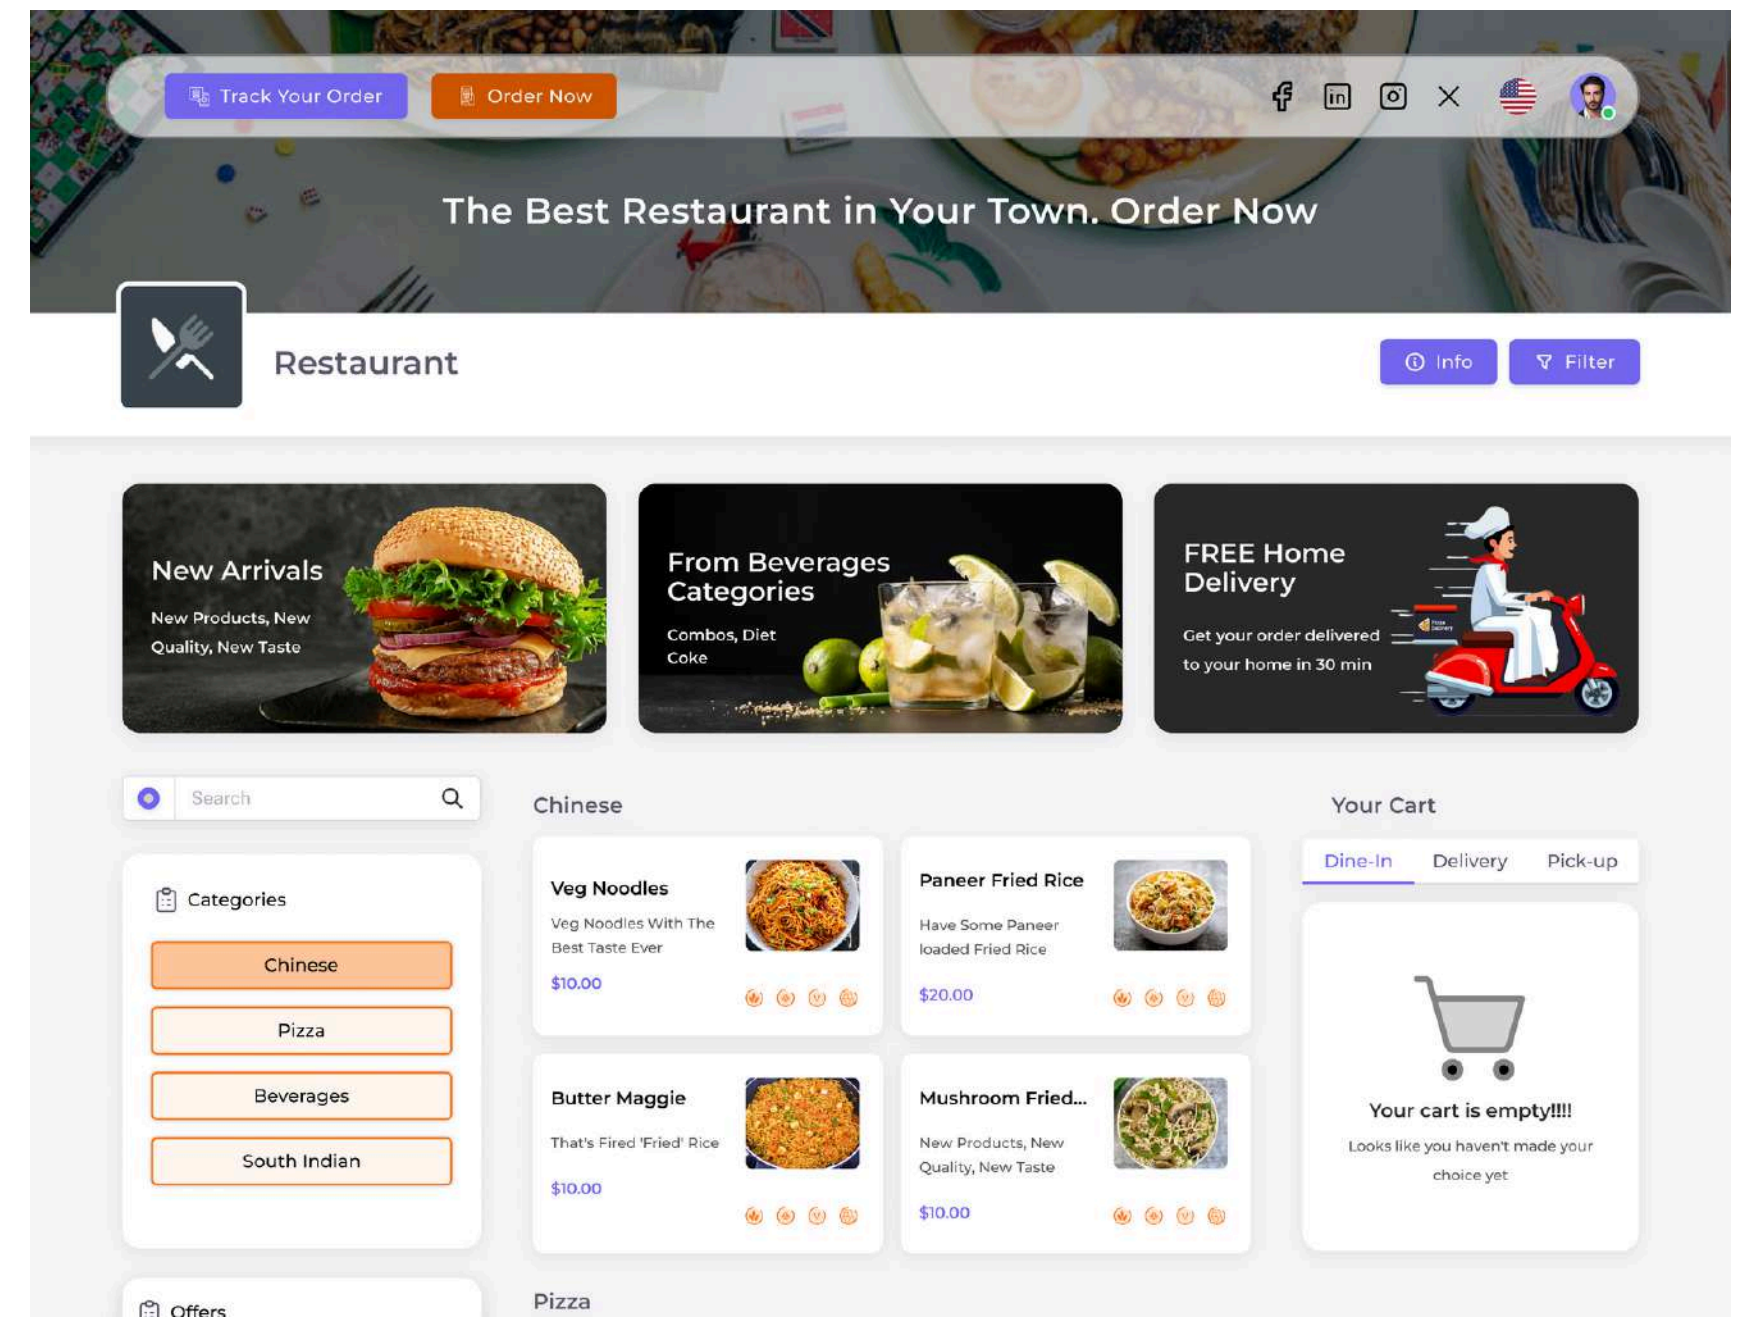 Track Your Order
Order Now
The Best Restaurant in Your Town. Order Now
Restaurant
Info
Filter
New Arrivals
New Products, New
Quality, New Taste
From Beverages
Categories
Combos, Diet
Coke
FREE Home
Delivery
Get your order delivered
to your home in 30 min
Search
Categories
Chinese
Pizza
Beverages
South Indian
Offers
Chinese
Veg Noodles
Veg Noodles With The
Best Taste Ever
$10.00
Paneer Fried Rice
Have Some Paneer
loaded Fried Rice
$20.00
Butter Maggie
That's Fired 'Fried' Rice
$10.00
Mushroom Fried...
New Products, New
Quality, New Taste
$10.00
Pizza
Your Cart
Dine-In
Delivery
Pick-up
Your cart is empty!!!!
Looks like you haven't made your
choice yet